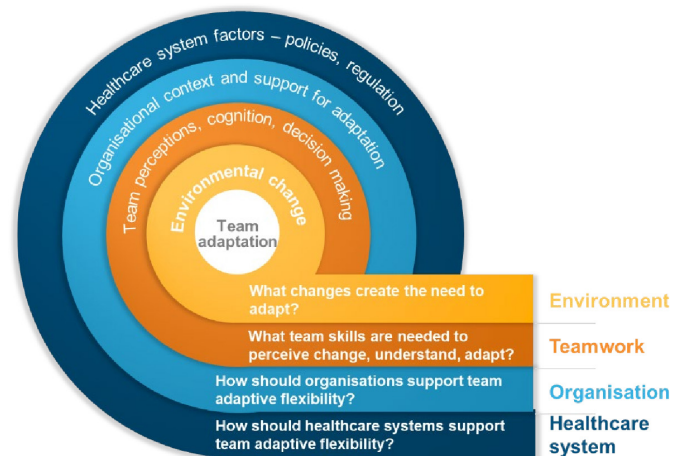 Healthcare system factors – policies, regulation
Organisational context and support for adaptation
Team perceptions, cognition, decision making
Environmental change
Team
adaptation
What changes create the need to
adapt?
Environment
What team skills are needed to
perceive change, understand, adapt?
Teamwork
How should organisations support team
adaptive flexibility?
Organisation
How should healthcare systems support
team adaptive flexibility?
Healthcare
system